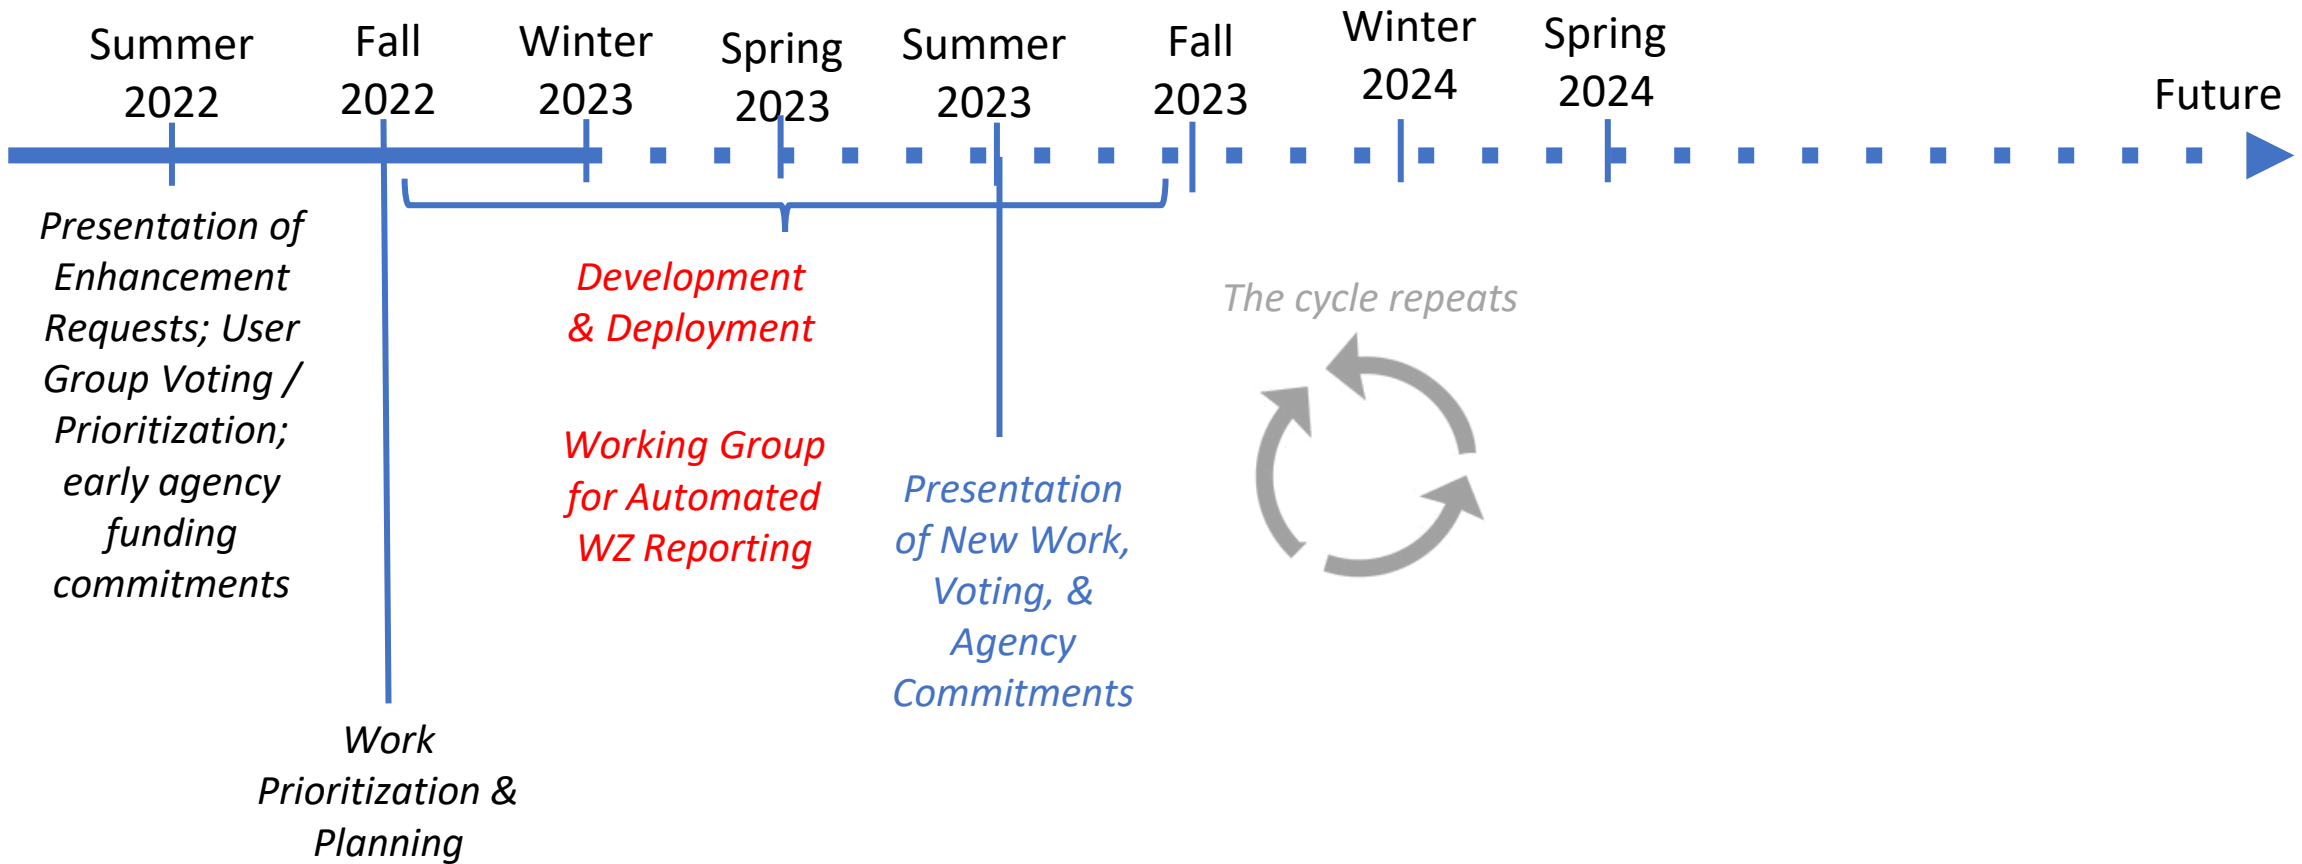 Summer
2022
Fall
2022
Winter
2023
Spring
2023
Summer
2023
Fall
2023
Winter
2024
Spring
2024
Future
Presentation of
Enhancement
Requests; User
Group Voting /
Prioritization;
early agency
funding
commitments
Work
Prioritization &
Planning
Development
& Deployment
Working Group
for Automated
WZ Reporting
Presentation
of New Work,
Voting, &
Agency
Commitments
The cycle repeats